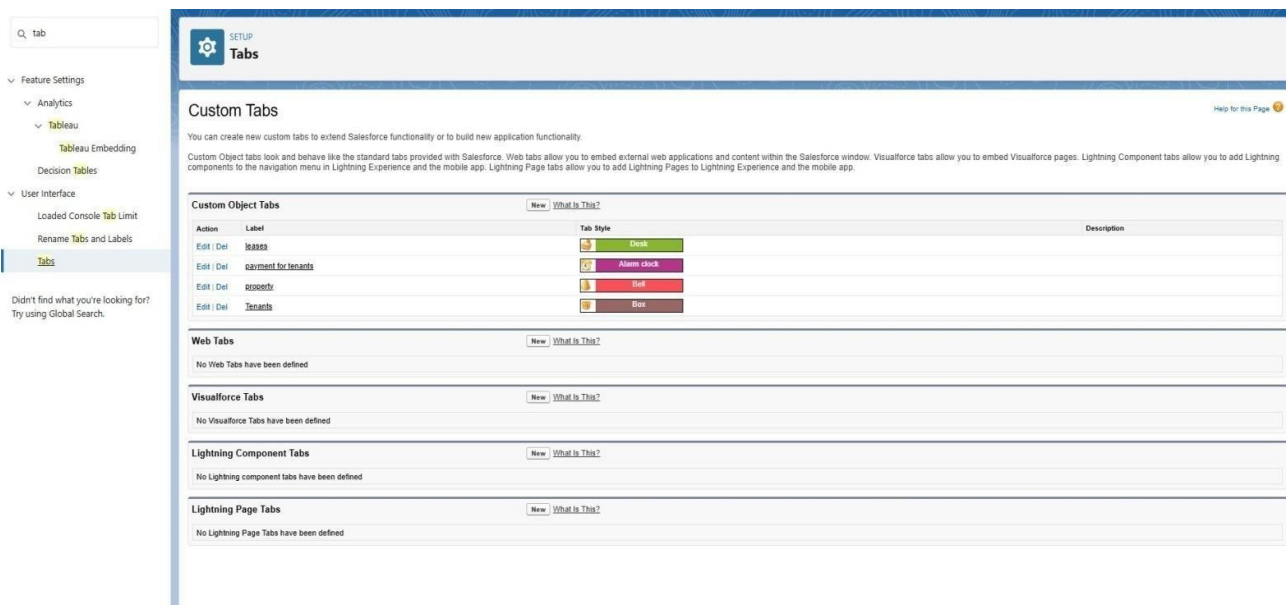 tab
Feature Settings
Analytics
Tableau
Tableau Embedding
Decision Tables
User Interface
Loaded Console Tab Limit
Rename Tabs and Labels
Tabs
Didn't find what you're looking for?
Try using Global Search.
SETUP
Tabs
Custom Tabs
Help for this Page ?
You can create new custom tabs to extend Salesforce functionality or to build new application functionality.
Custom Object tabs look and behave like the standard tabs provided with Salesforce. Web tabs allow you to embed external web applications and content within the Salesforce window. Visualforce tabs allow you to embed Visualforce pages. Lightning Component tabs allow you to add Lightning
components to the navigation menu in Lightning Experience and the mobile app. Lightning Page tabs allow you to add Lightning Pages to Lightning Experience and the mobile app.
Custom Object Tabs New What Is This?
Action Label Tab Style Description
Edit | Del leases Desk
Edit | Del payment for tenants Alarm clock
Edit | Del property Bell
Edit | Del Tenants Box
Web Tabs New What Is This?
No Web Tabs have been defined
Visualforce Tabs New What Is This?
No Visualforce Tabs have been defined
Lightning Component Tabs New What Is This?
No Lightning component tabs have been defined
Lightning Page Tabs New What Is This?
No Lightning Page Tabs have been defined